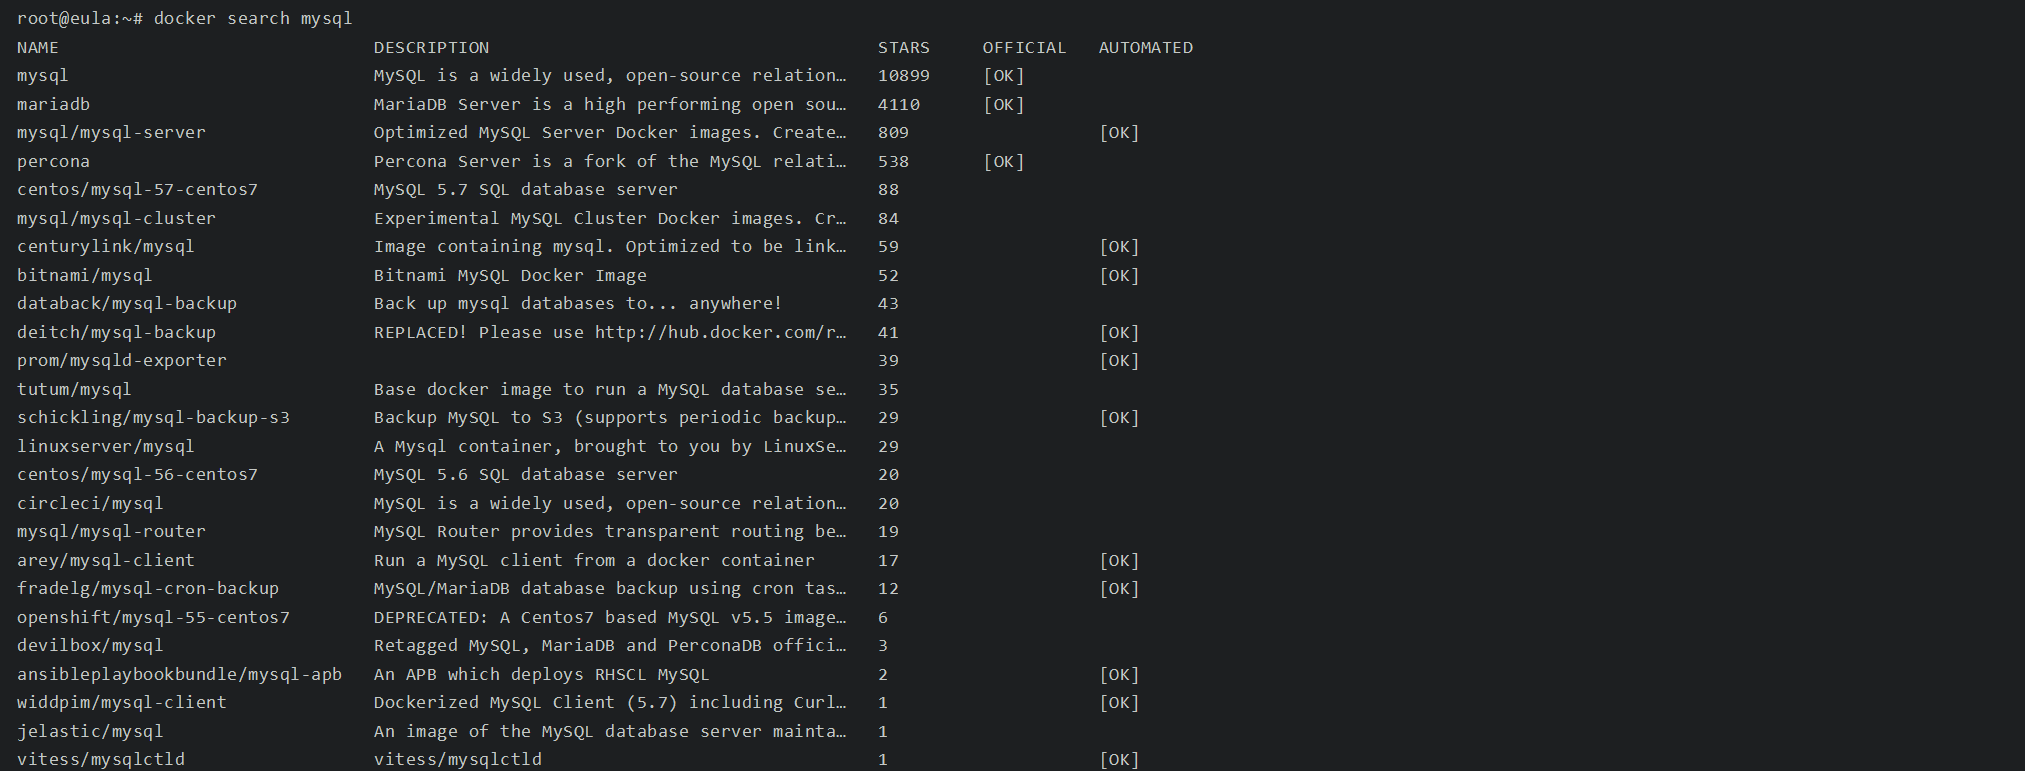 root@eula:~# docker search mysql
NAME DESCRIPTION STARS OFFICIAL AUTOMATED
mysql MySQL is a widely used, open-source relation… 10899 [OK]
mariadb MariaDB Server is a high performing open sou… 4110 [OK]
mysql/mysql-server Optimized MySQL Server Docker images. Create… 809 [OK]
percona Percona Server is a fork of the MySQL relati… 538 [OK]
centos/mysql-57-centos7 MySQL 5.7 SQL database server 88
mysql/mysql-cluster Experimental MySQL Cluster Docker images. Cr… 84
centurylink/mysql Image containing mysql. Optimized to be link… 59 [OK]
bitnami/mysql Bitnami MySQL Docker Image 52 [OK]
databack/mysql-backup Back up mysql databases to... anywhere! 43
deitch/mysql-backup REPLACED! Please use http://hub.docker.com/r… 41 [OK]
prom/mysqld-exporter 39 [OK]
tutum/mysql Base docker image to run a MySQL database se… 35
schickling/mysql-backup-s3 Backup MySQL to S3 (supports periodic backup… 29 [OK]
linuxserver/mysql A Mysql container, brought to you by LinuxSe… 29
centos/mysql-56-centos7 MySQL 5.6 SQL database server 20
circleci/mysql MySQL is a widely used, open-source relation… 20
mysql/mysql-router MySQL Router provides transparent routing be… 19
arey/mysql-client Run a MySQL client from a docker container 17 [OK]
fradelg/mysql-cron-backup MySQL/MariaDB database backup using cron tas… 12 [OK]
openshift/mysql-55-centos7 DEPRECATED: A Centos7 based MySQL v5.5 image… 6
devilbox/mysql Retagged MySQL, MariaDB and PerconaDB offici… 3
ansibleplaybookbundle/mysql-apb An APB which deploys RHSCL MySQL 2 [OK]
widdpim/mysql-client Dockerized MySQL Client (5.7) including Curl… 1 [OK]
jelastic/mysql An image of the MySQL database server mainta… 1
vitess/mysqlctld vitess/mysqlctld 1 [OK]